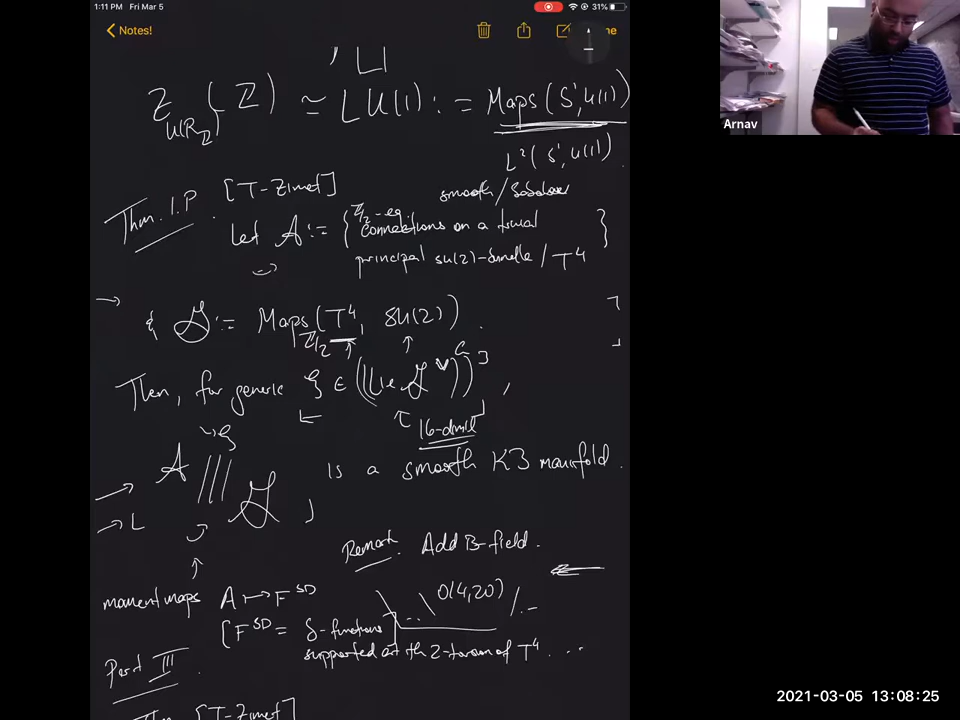 1:11 PM Fri Mar 5
31%
Notes!
Z_{U(R_Z)}(Z) ≃ LU(1) := Maps(S¹, U(1))
L²(S¹, U(1))
Thm. 1.P [T-Zimet] smooth/Sobolev
Let A := { Z/2-eq. connections on a trivial
principal SU(2)-bundle / T⁴ }
→ & G := Maps_{Z/2}(T⁴, SU(2)).
Then, for generic ξ ∈ (((Lie G)^∨)^G)^3,
16-dim'l
A ///_ξ G is a smooth K3 manifold.
→ L
Remark. Add B-field.
moment maps A ↦ F^{SD} O(4,20)
[F^{SD} = δ-functions
supported at the 2-torsion of T⁴ ...
Part III
Thm [T-Zimet]
Arnav
2021-03-05 13:08:25